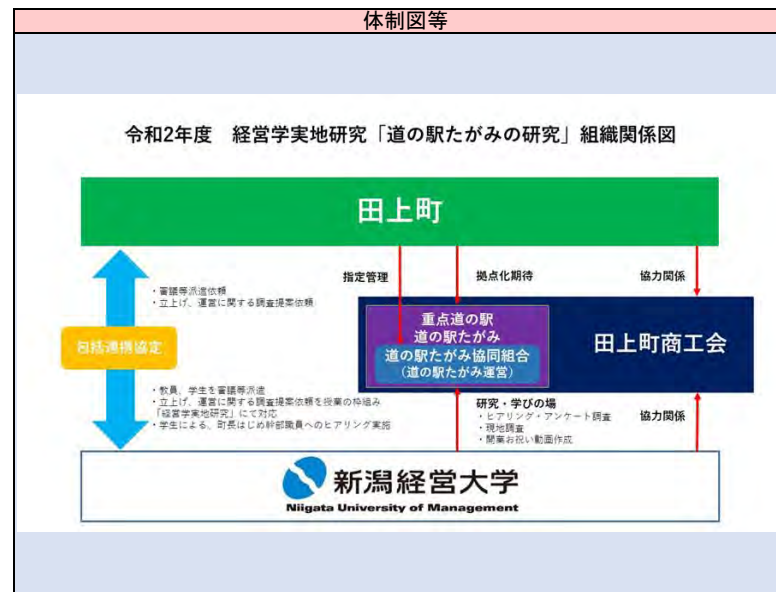 体制図等
令和2年度 経営学実地研究「道の駅たがみの研究」組織関係図
田上町
指定管理
拠点化期待
協力関係
・審議等派遣依頼
・立上げ、運営に関する調査提案依頼
包括連携協定
重点道の駅
道の駅たがみ
道の駅たがみ協同組合
(道の駅たがみ運営)
田上町商工会
・教員、学生を審議等派遣
・立上げ、運営に関する調査提案依頼を授業の枠組み
「経営学実地研究」にて対応
・学生による、町長はじめ幹部職員へのヒアリング実施
研究・学びの場
・ヒアリング・アンケート調査
・現地調査
・開業お祝い動画作成
協力関係
新潟経営大学
Niigata University of Management